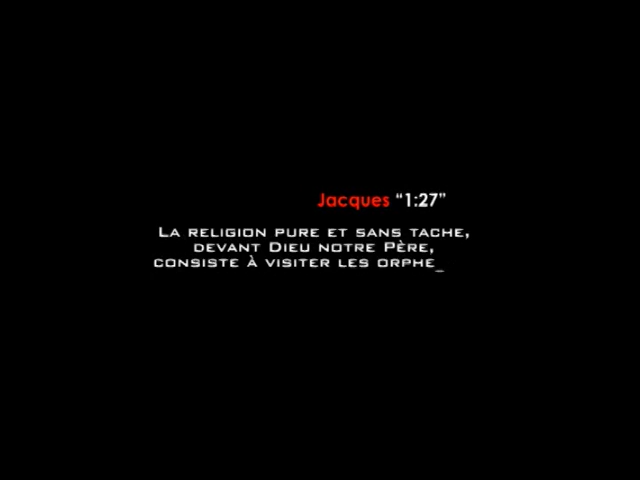 Jacques “1:27”
La religion pure et sans tache,
devant Dieu notre Père,
consiste à visiter les orphe_